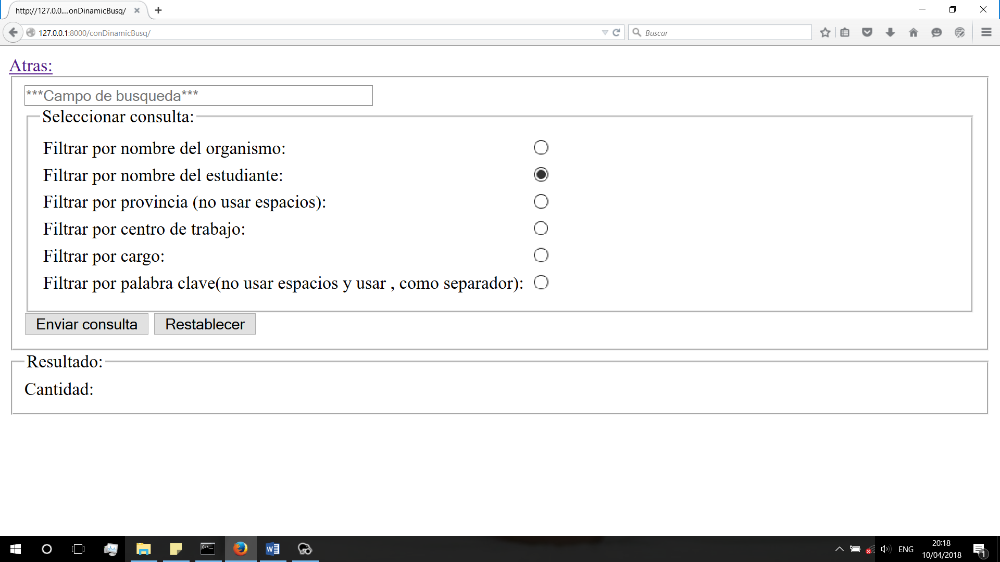 http://127.0.0....onDinamicBusq/
127.0.0.1:8000/conDinamicBusq/
Buscar
Atras:
***Campo de busqueda***
Seleccionar consulta:
Filtrar por nombre del organismo:
Filtrar por nombre del estudiante:
Filtrar por provincia (no usar espacios):
Filtrar por centro de trabajo:
Filtrar por cargo:
Filtrar por palabra clave(no usar espacios y usar , como separador):
Enviar consulta Restablecer
Resultado:
Cantidad:
ENG
20:18
10/04/2018
1